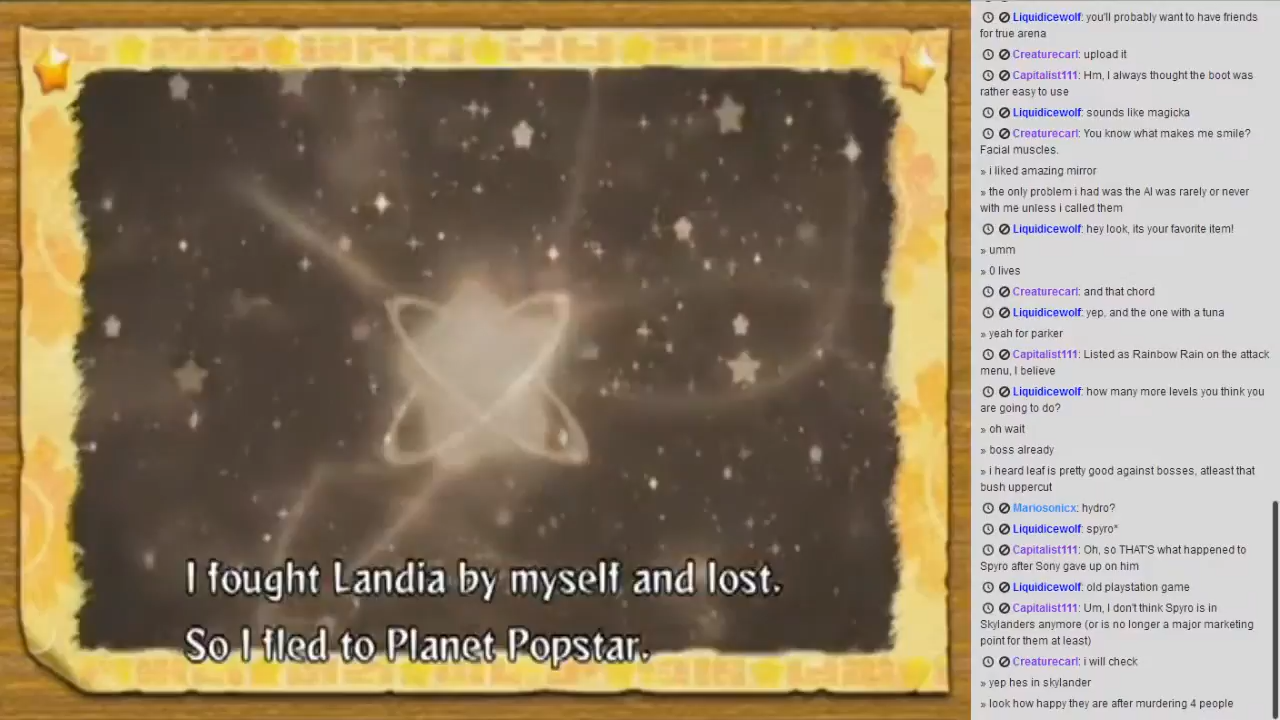 I fought Landia by myself and lost.
So I fled to Planet Popstar.
Liquidicewolf: you'll probably want to have friends
for true arena
Creaturecarl: upload it
Capitalist111: Hm, I always thought the boot was
rather easy to use
Liquidicewolf: sounds like magicka
Creaturecarl: You know what makes me smile?
Facial muscles.
» i liked amazing mirror
» the only problem i had was the AI was rarely or never
with me unless i called them
Liquidicewolf: hey look, its your favorite item!
» umm
» 0 lives
Creaturecarl: and that chord
Liquidicewolf: yep, and the one with a tuna
» yeah for parker
Capitalist111: Listed as Rainbow Rain on the attack
menu, I believe
Liquidicewolf: how many more levels you think you
are going to do?
» oh wait
» boss already
» i heard leaf is pretty good against bosses, atleast that
bush uppercut
Mariosonicx: hydro?
Liquidicewolf: spyro*
Capitalist111: Oh, so THAT'S what happened to
Spyro after Sony gave up on him
Liquidicewolf: old playstation game
Capitalist111: Um, I don't think Spyro is in
Skylanders anymore (or is no longer a major marketing
point for them at least)
Creaturecarl: i will check
» yep hes in skylander
» look how happy they are after murdering 4 people